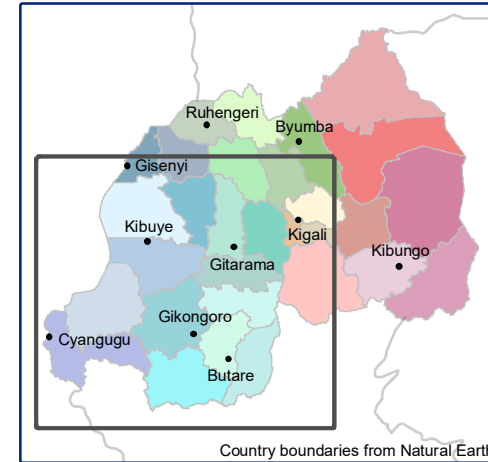 Ruhengeri
Byumba
Gisenyi
Kibuye
Kigali
Gitarama
Kibungo
Gikongoro
Cyangugu
Butare
Country boundaries from Natural Earth